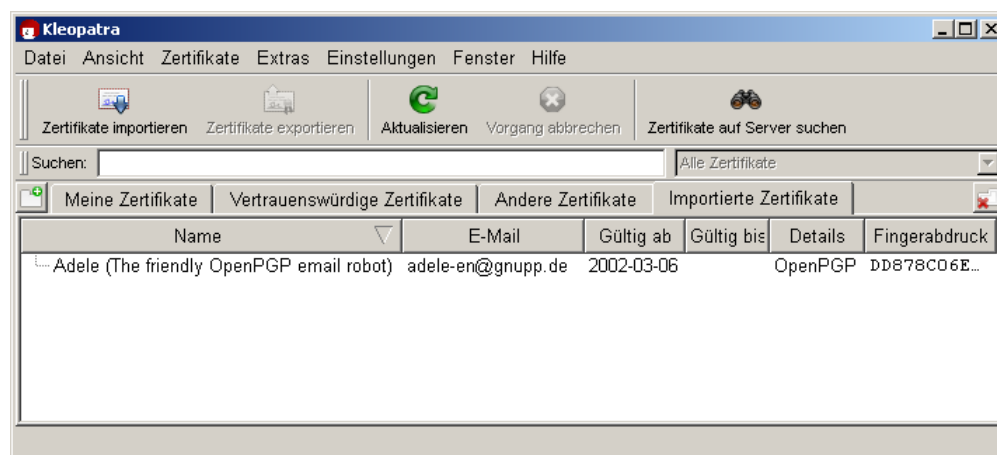 Kleopatra
Datei Ansicht Zertifikate Extras Einstellungen Fenster Hilfe
Zertifikate importieren Zertifikate exportieren Aktualisieren Vorgang abbrechen Zertifikate auf Server suchen
Suchen: Alle Zertifikate
Meine Zertifikate Vertrauenswürdige Zertifikate Andere Zertifikate Importierte Zertifikate
Name E-Mail Gültig ab Gültig bis Details Fingerabdruck
Adele (The friendly OpenPGP email robot) adele-en@gnupp.de 2002-03-06 OpenPGP DD878C06E…